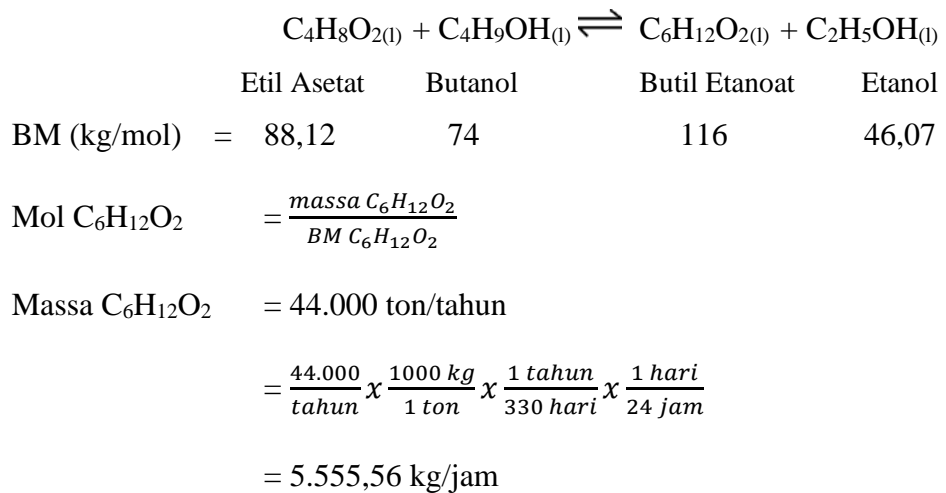 C₄H₈O₂₍ₗ₎ + C₄H₉OH₍ₗ₎ ⇌ C₆H₁₂O₂₍ₗ₎ + C₂H₅OH₍ₗ₎
Etil Asetat Butanol Butil Etanoat Etanol
BM (kg/mol) = 88,12 74 116 46,07
Mol C₆H₁₂O₂ = massa C₆H₁₂O₂ / BM C₆H₁₂O₂
Massa C₆H₁₂O₂ = 44.000 ton/tahun
= 44.000 / tahun x 1000 kg / 1 ton x 1 tahun / 330 hari x 1 hari / 24 jam
= 5.555,56 kg/jam